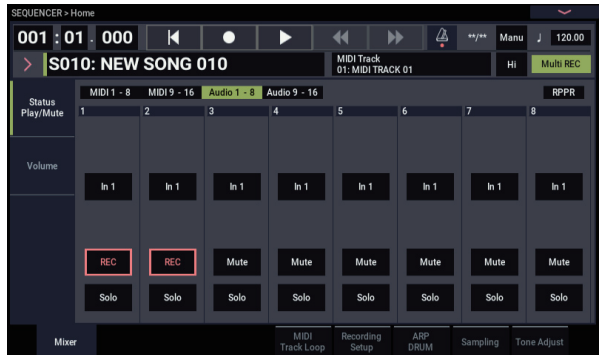 SEQUENCER > Home
001 : 01 . 000 **/** Manu ♩ 120.00
> S010: NEW SONG 010 MIDI Track Hi Multi REC
01: MIDI TRACK 01
MIDI 1 - 8 MIDI 9 - 16 Audio 1 - 8 Audio 9 - 16 RPPR
Status
Play/Mute
1 2 3 4 5 6 7 8
Volume
In 1 In 1 In 1 In 1 In 1 In 1 In 1 In 1
REC REC Mute Mute Mute Mute Mute Mute
Solo Solo Solo Solo Solo Solo Solo Solo
Mixer
MIDI
Track Loop
Recording
Setup
ARP
DRUM
Sampling
Tone Adjust